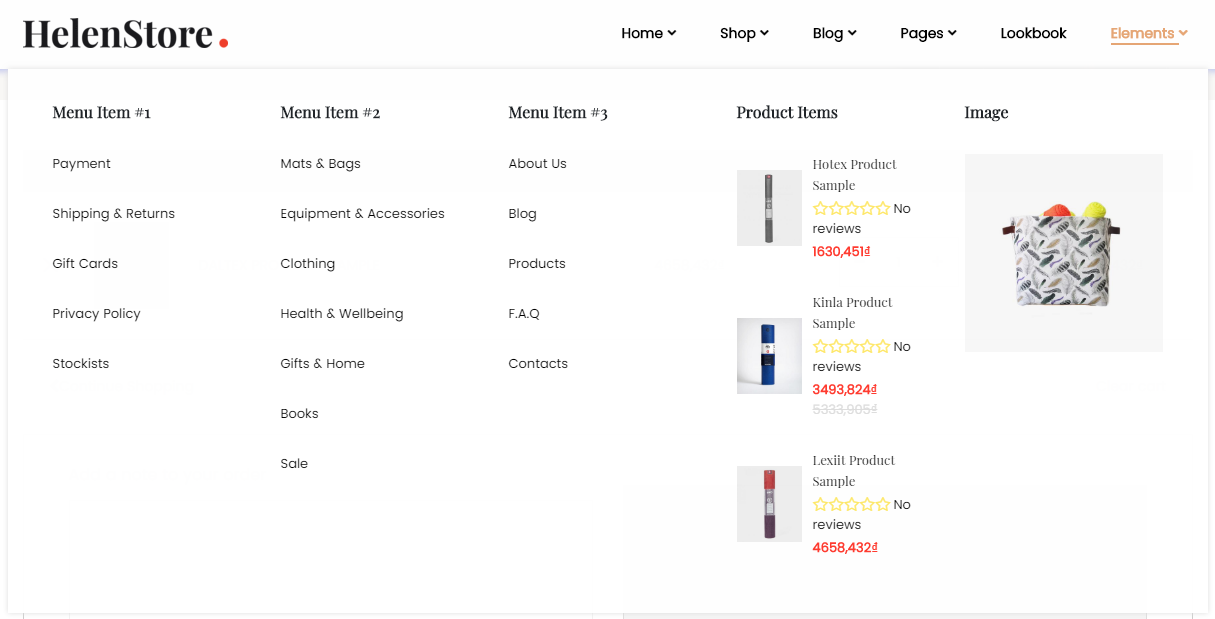 HelenStore.
Home
Shop
Blog
Pages
Lookbook
Elements
Menu Item #1
Payment
Shipping & Returns
Gift Cards
Privacy Policy
Stockists
Menu Item #2
Mats & Bags
Equipment & Accessories
Clothing
Health & Wellbeing
Gifts & Home
Books
Sale
Menu Item #3
About Us
Blog
Products
F.A.Q
Contacts
Product Items
Hotex Product
Sample
No
reviews
1630,451₫
Kinla Product
Sample
No
reviews
3493,824₫
5333,905₫
Lexiit Product
Sample
No
reviews
4658,432₫
Image